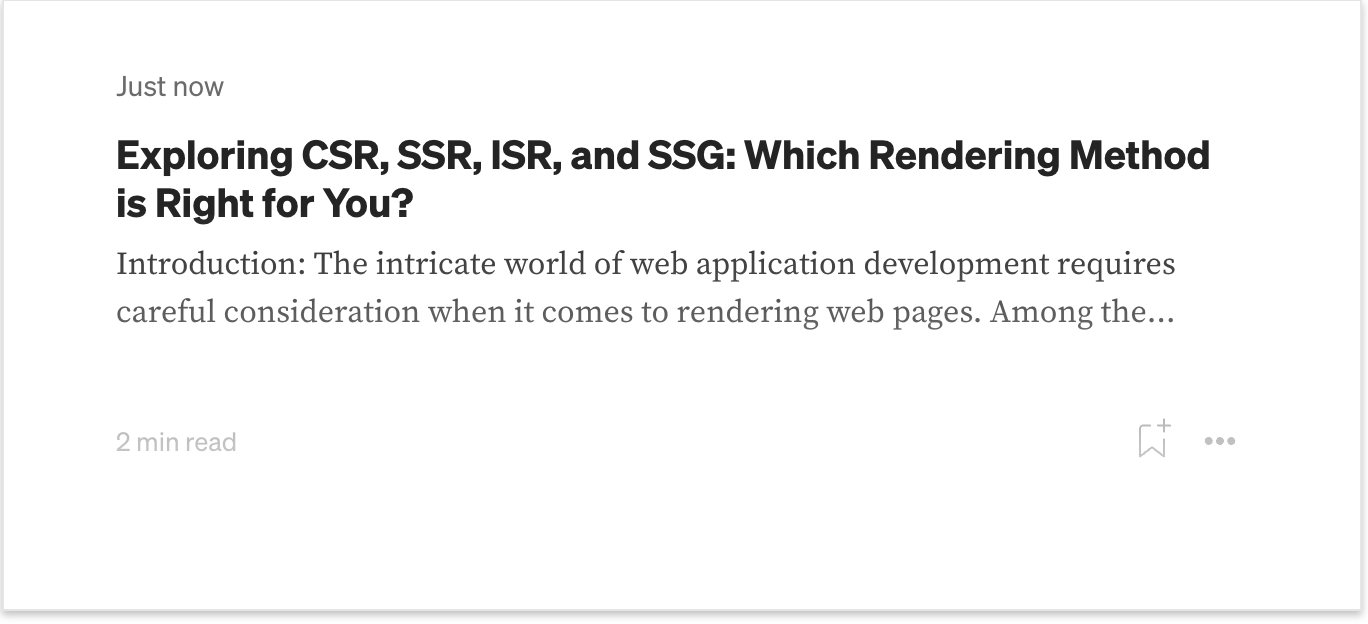 Just now
Exploring CSR, SSR, ISR, and SSG: Which Rendering Method
is Right for You?
Introduction: The intricate world of web application development requires
careful consideration when it comes to rendering web pages. Among the...
2 min read